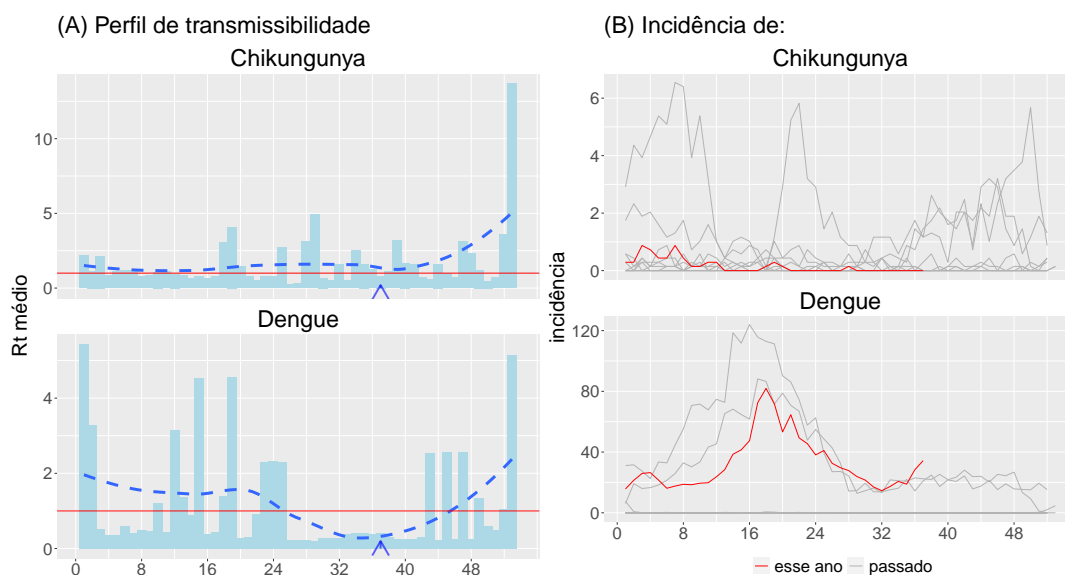 (A) Perfil de transmissibilidade
Chikungunya
10
5
0
Dengue
4
2
0
0 8 16 24 32 40 48
Rt médio
(B) Incidência de:
Chikungunya
6
4
2
0
Dengue
120
80
40
0
0 8 16 24 32 40 48
incidência
esse ano passado